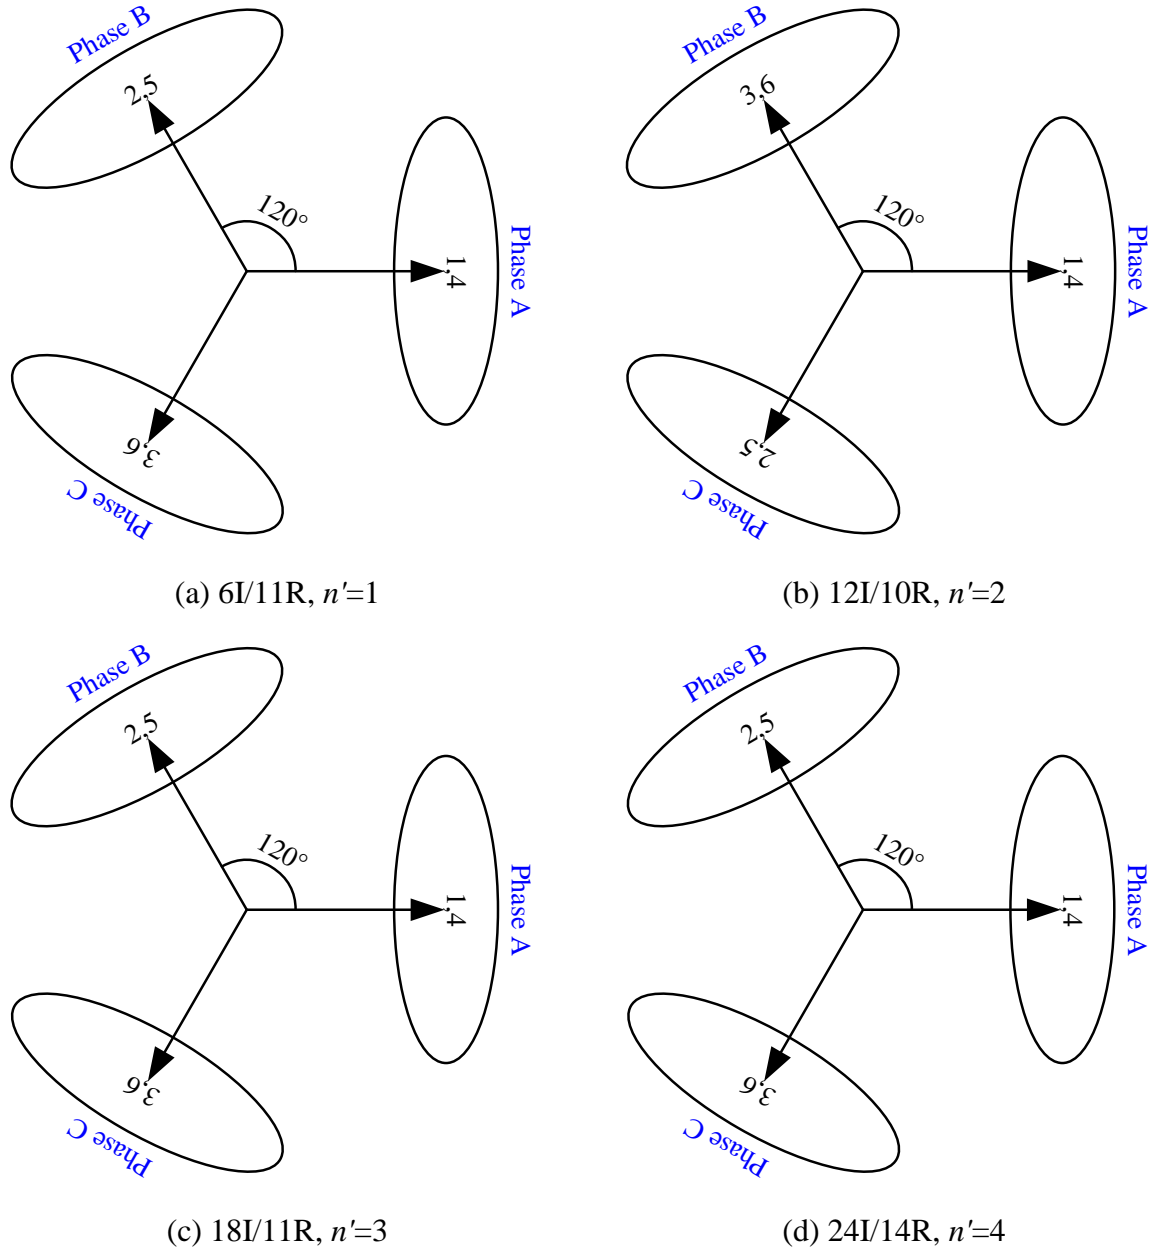 Phase B
2,5
120°
1,4
Phase A
3,6
Phase C
(a) 6I/11R, n'=1
Phase B
3,6
120°
1,4
Phase A
2,5
Phase C
(b) 12I/10R, n'=2
Phase B
2,5
120°
1,4
Phase A
3,6
Phase C
(c) 18I/11R, n'=3
Phase B
2,5
120°
1,4
Phase A
3,6
Phase C
(d) 24I/14R, n'=4